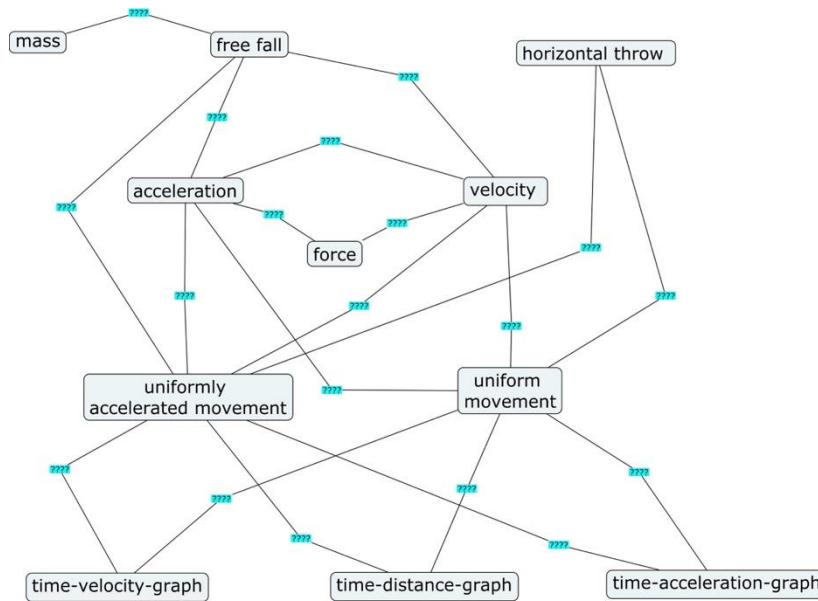 ????
mass
free fall
horizontal throw
????
????
????
acceleration
????
velocity
????
????
????
force
????
????
????
????
????
uniformly
accelerated movement
????
uniform
movement
????
????
????
????
????
????
time-velocity-graph
time-distance-graph
time-acceleration-graph